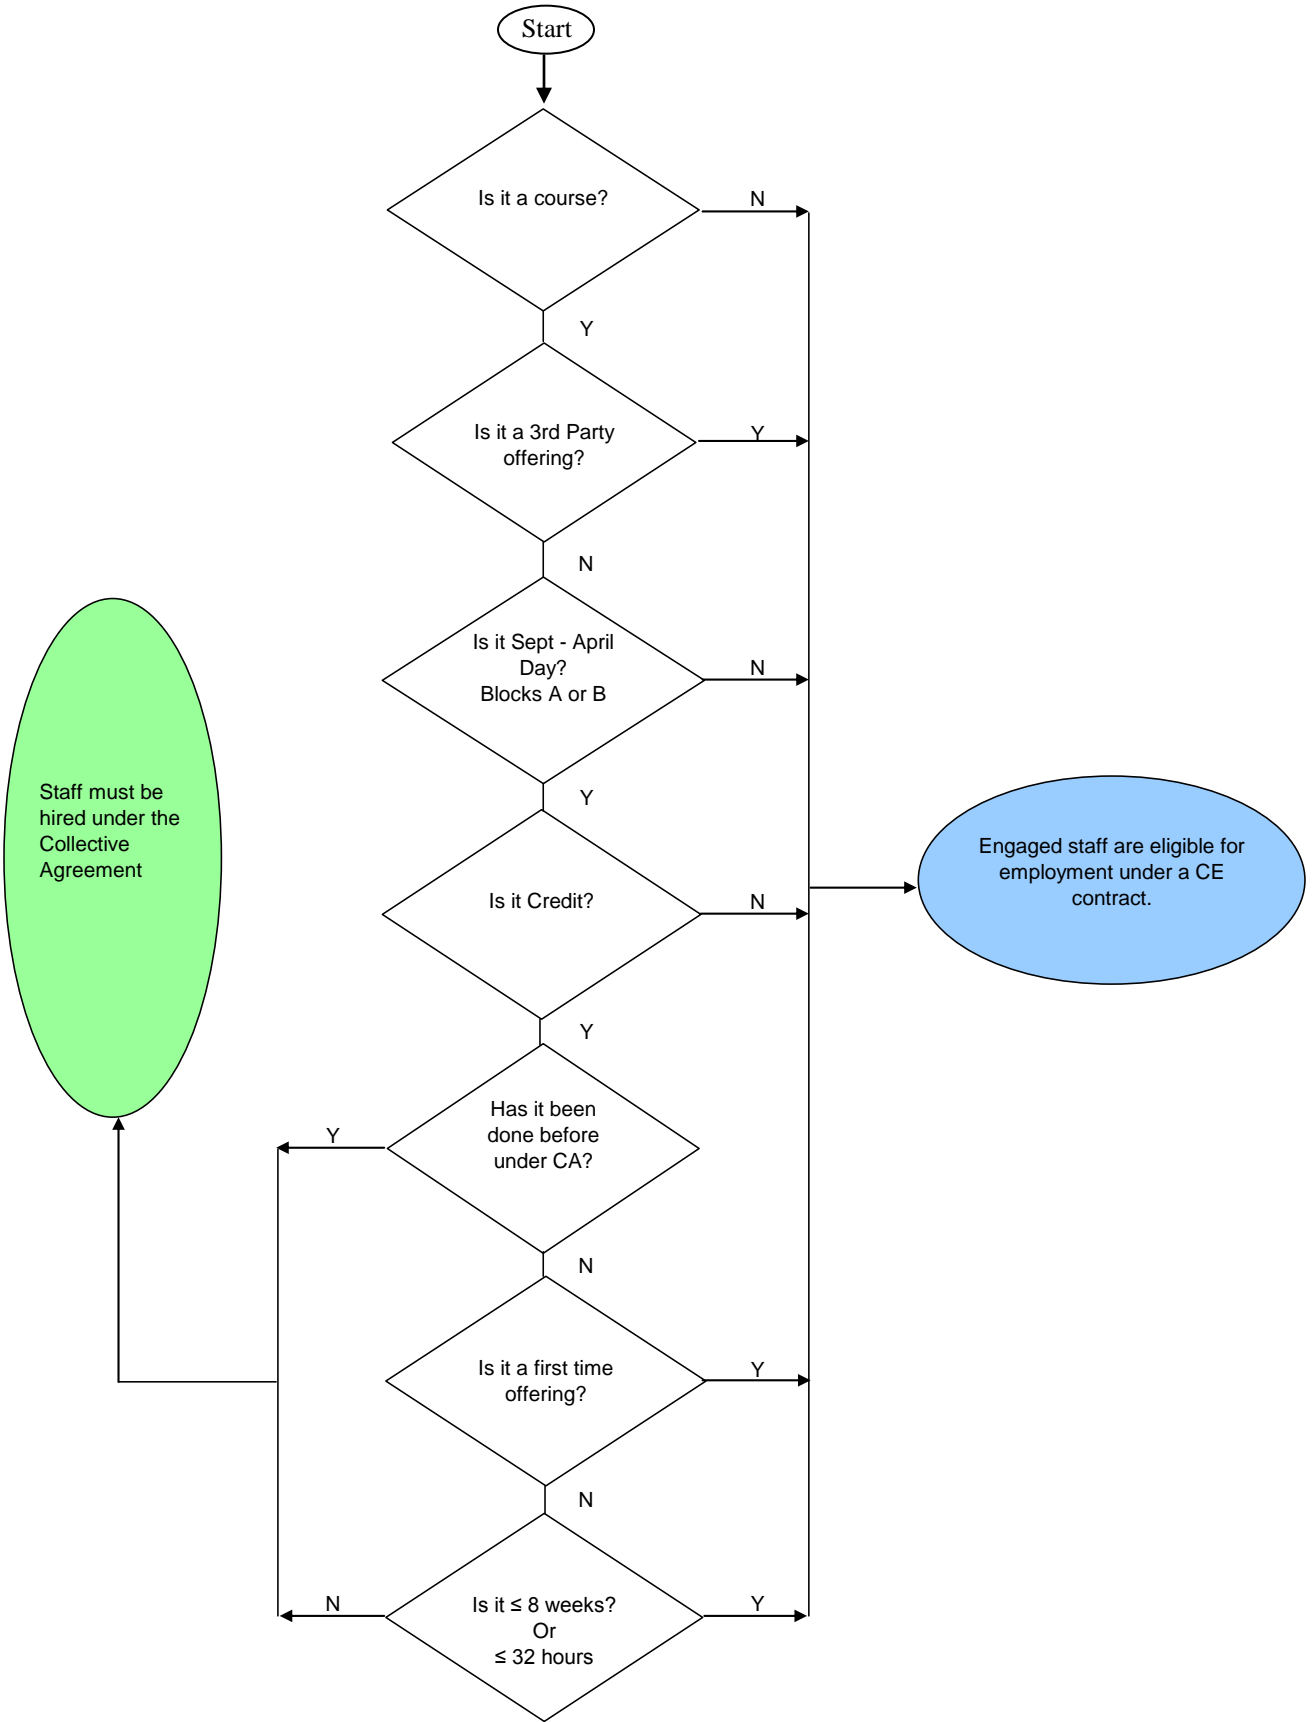 Start
Is it a course?
N
Y
Is it a 3rd Party
offering?
Y
N
Is it Sept - April
Day?
Blocks A or B
N
Y
Staff must be
hired under the
Collective
Agreement
Engaged staff are eligible for
employment under a CE
contract.
Is it Credit?
N
Y
Has it been
done before
under CA?
Y
N
Is it a first time
offering?
Y
N
Is it ≤ 8 weeks?
Or
≤ 32 hours
N
Y